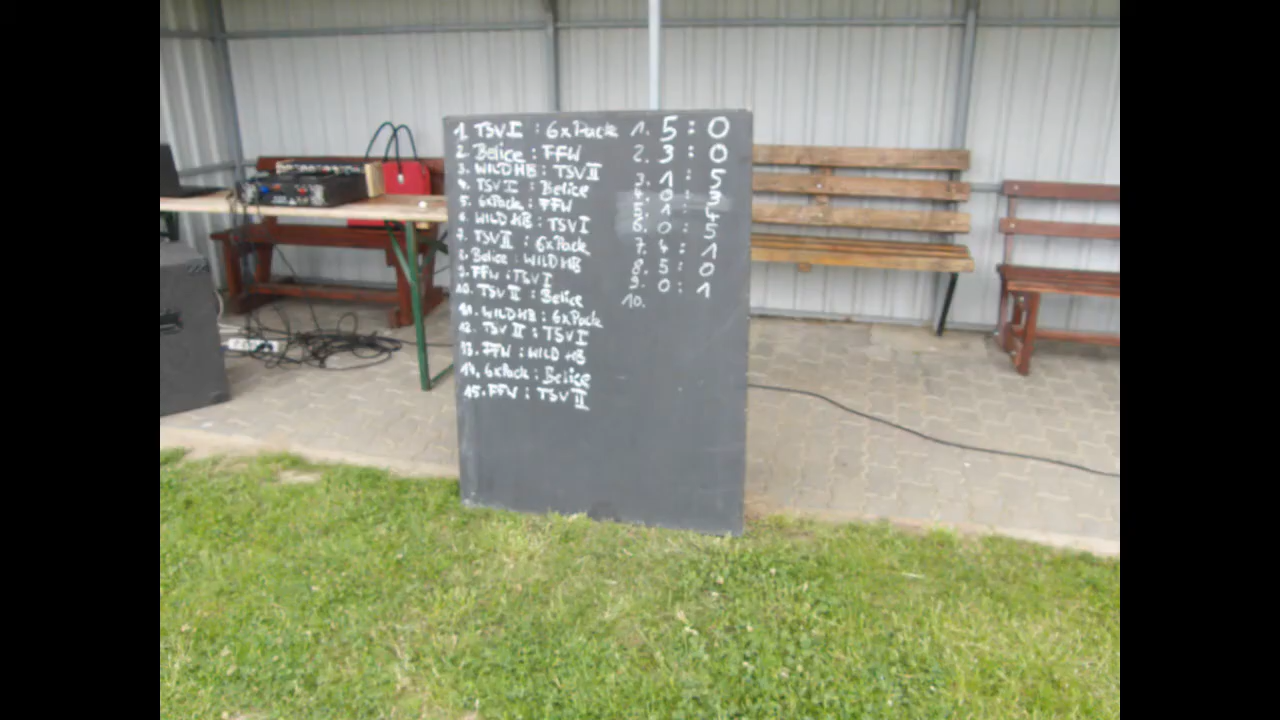 1. TSV I : 6xPack 1. 5 : 0
2. Belice : FFW 2. 3 : 0
3. WILD HB : TSV II 3. 1 : 5
4. TSV I : Belice 4. 0 : 3
5. 6xPack : FFW 5. 1 : 4
6. WILD HB : TSV I 6. 0 : 5
7. TSV II : 6xPack 7. 4 : 1
8. Belice : WILD HB 8. 5 : 0
9. FFW : TSV I 9. 0 : 1
10. TSV II : Belice 10.
11. WILD HB : 6xPack
12. TSV II : TSV I
13. FFW : WILD HB
14. 6xPack : Belice
15. FFW : TSV II